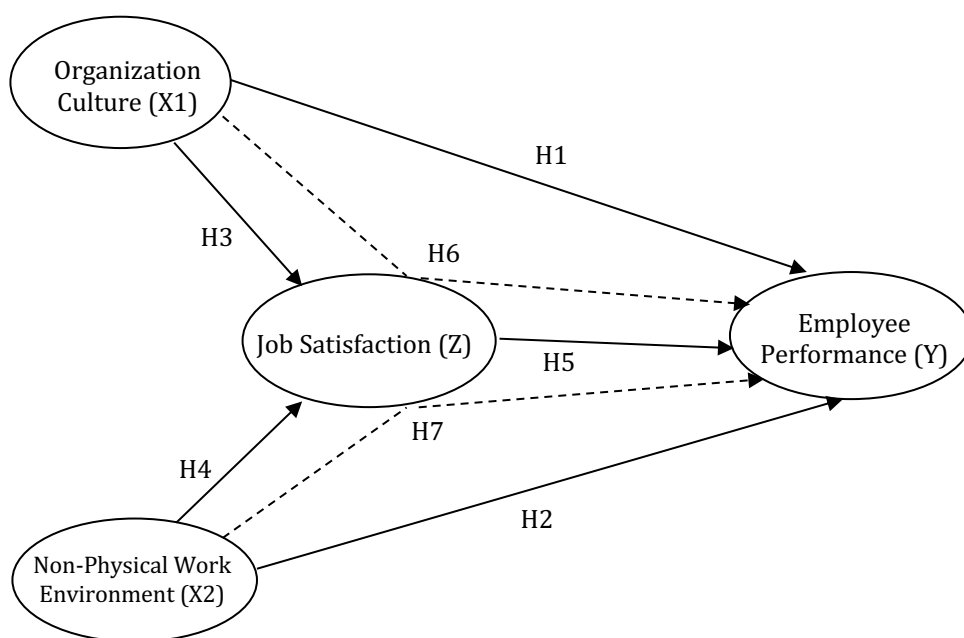 Organization
Culture (X1)
H1
H3
H6
Job Satisfaction (Z)
H5
Employee
Performance (Y)
H7
H4
H2
Non-Physical Work
Environment (X2)